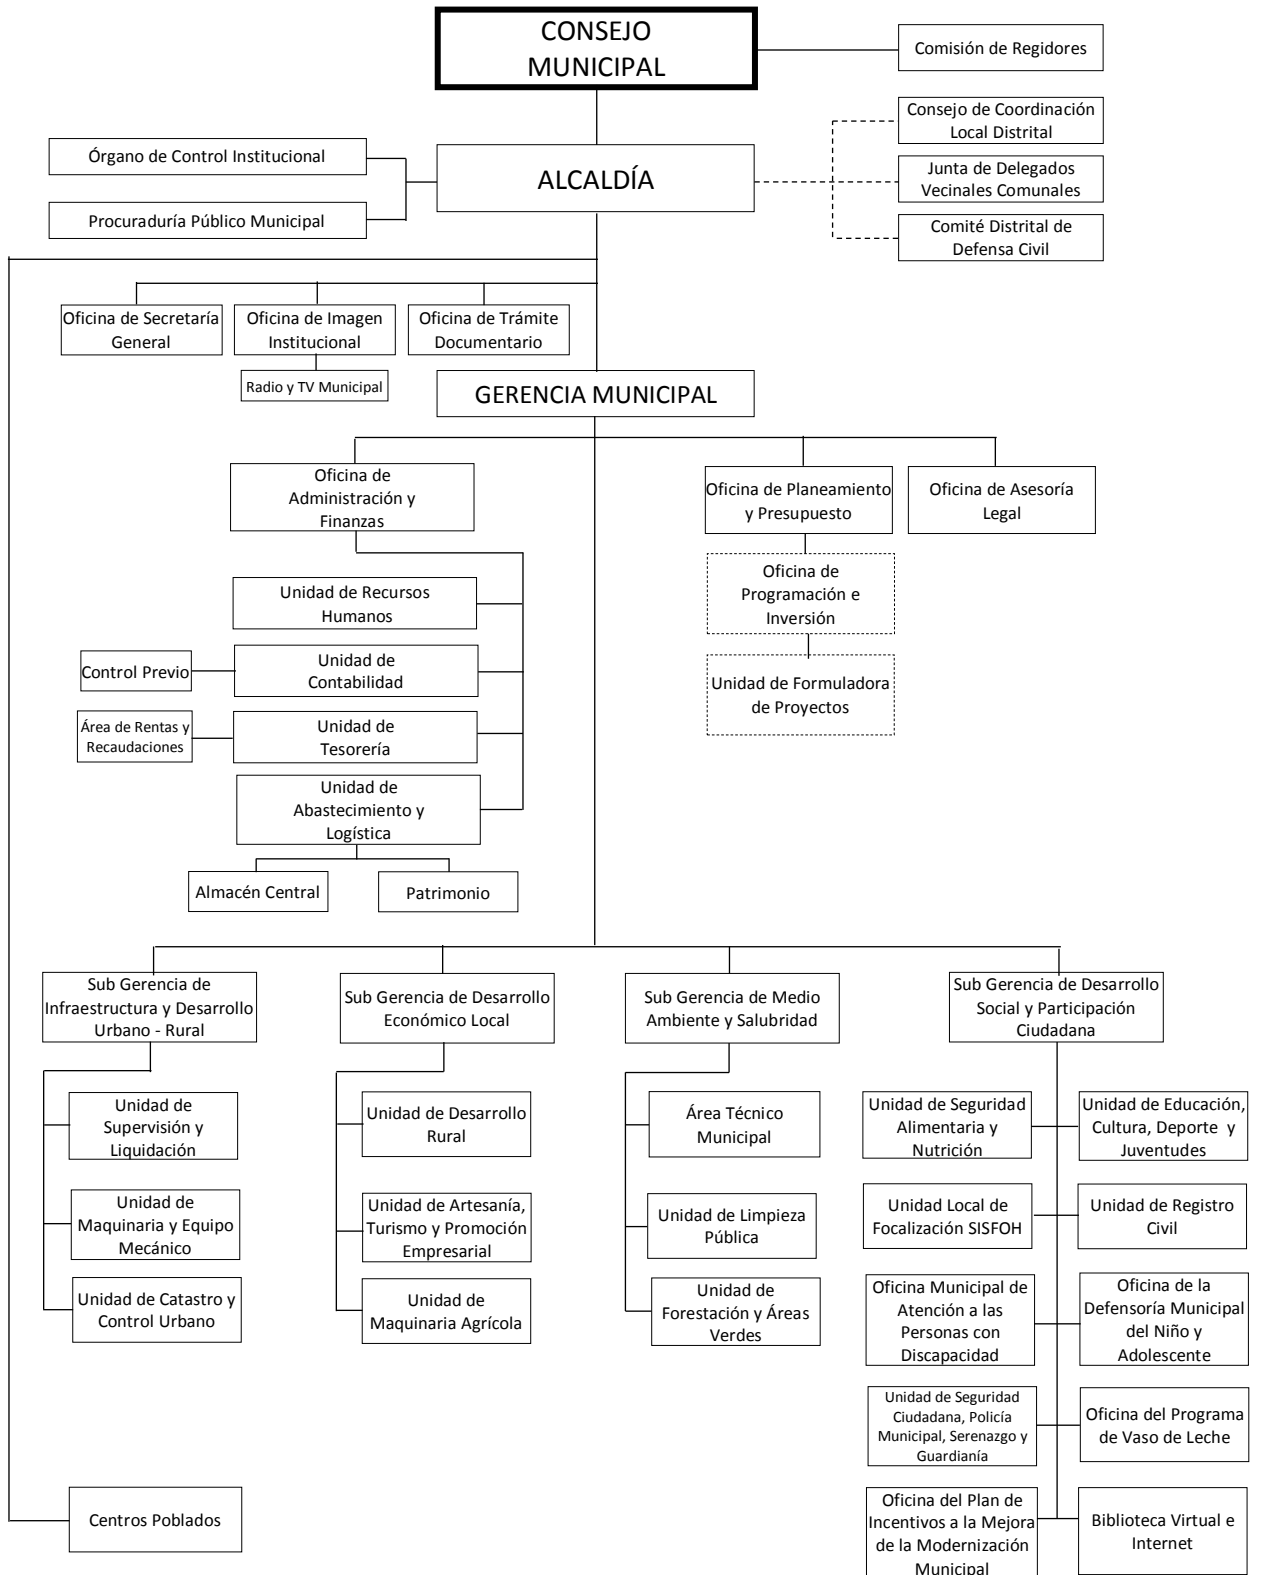 CONSEJO
MUNICIPAL
Comisión de Regidores
Consejo de Coordinación
Local Distrital
Órgano de Control Institucional
ALCALDÍA
Junta de Delegados
Vecinales Comunales
Procuraduría Público Municipal
Comité Distrital de
Defensa Civil
Oficina de Secretaría
General
Oficina de Imagen
Institucional
Oficina de Trámite
Documentario
Radio y TV Municipal
GERENCIA MUNICIPAL
Oficina de
Administración y
Finanzas
Oficina de Planeamiento
y Presupuesto
Oficina de Asesoría
Legal
Oficina de
Programación e
Inversión
Unidad de Recursos
Humanos
Control Previo
Unidad de
Contabilidad
Unidad de Formuladora
de Proyectos
Área de Rentas y
Recaudaciones
Unidad de
Tesorería
Unidad de
Abastecimiento y
Logística
Almacén Central
Patrimonio
Sub Gerencia de
Infraestructura y Desarrollo
Urbano - Rural
Sub Gerencia de Desarrollo
Económico Local
Sub Gerencia de Medio
Ambiente y Salubridad
Sub Gerencia de Desarrollo
Social y Participación
Ciudadana
Unidad de
Supervisión y
Liquidación
Unidad de Desarrollo
Rural
Área Técnico
Municipal
Unidad de Seguridad
Alimentaria y
Nutrición
Unidad de Educación,
Cultura, Deporte y
Juventudes
Unidad de
Maquinaria y Equipo
Mecánico
Unidad de Artesanía,
Turismo y Promoción
Empresarial
Unidad de Limpieza
Pública
Unidad Local de
Focalización SISFOH
Unidad de Registro
Civil
Unidad de Catastro y
Control Urbano
Unidad de
Maquinaria Agrícola
Unidad de
Forestación y Áreas
Verdes
Oficina Municipal de
Atención a las
Personas con
Discapacidad
Oficina de la
Defensoría Municipal
del Niño y
Adolescente
Unidad de Seguridad
Ciudadana, Policía
Municipal, Serenazgo y
Guardianía
Oficina del Programa
de Vaso de Leche
Centros Poblados
Oficina del Plan de
Incentivos a la Mejora
de la Modernización
Municipal
Biblioteca Virtual e
Internet